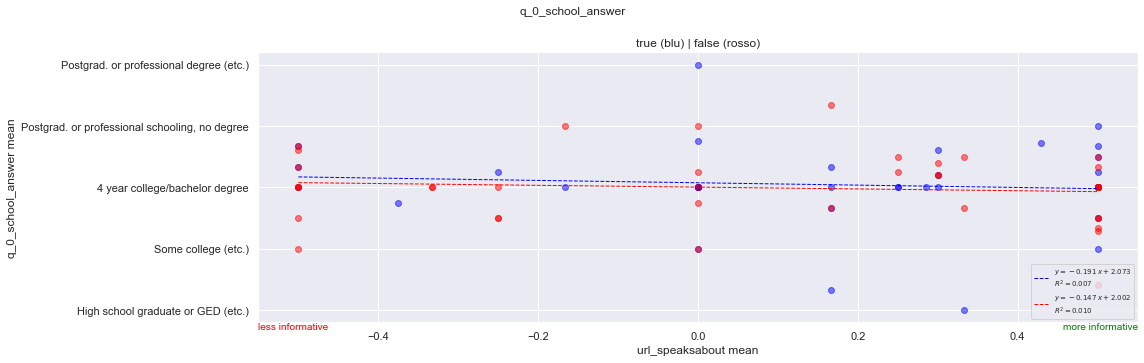 q_0_school_answer
true (blu) | false (rosso)
Postgrad. or professional degree (etc.)
Postgrad. or professional schooling, no degree
4 year college/bachelor degree
Some college (etc.)
High school graduate or GED (etc.)
q_0_school_answer mean
y = −0.191 x + 2.073
R² = 0.007
y = −0.147 x + 2.002
R² = 0.010
less informative
more informative
−0.4
−0.2
0.0
0.2
0.4
url_speaksabout mean